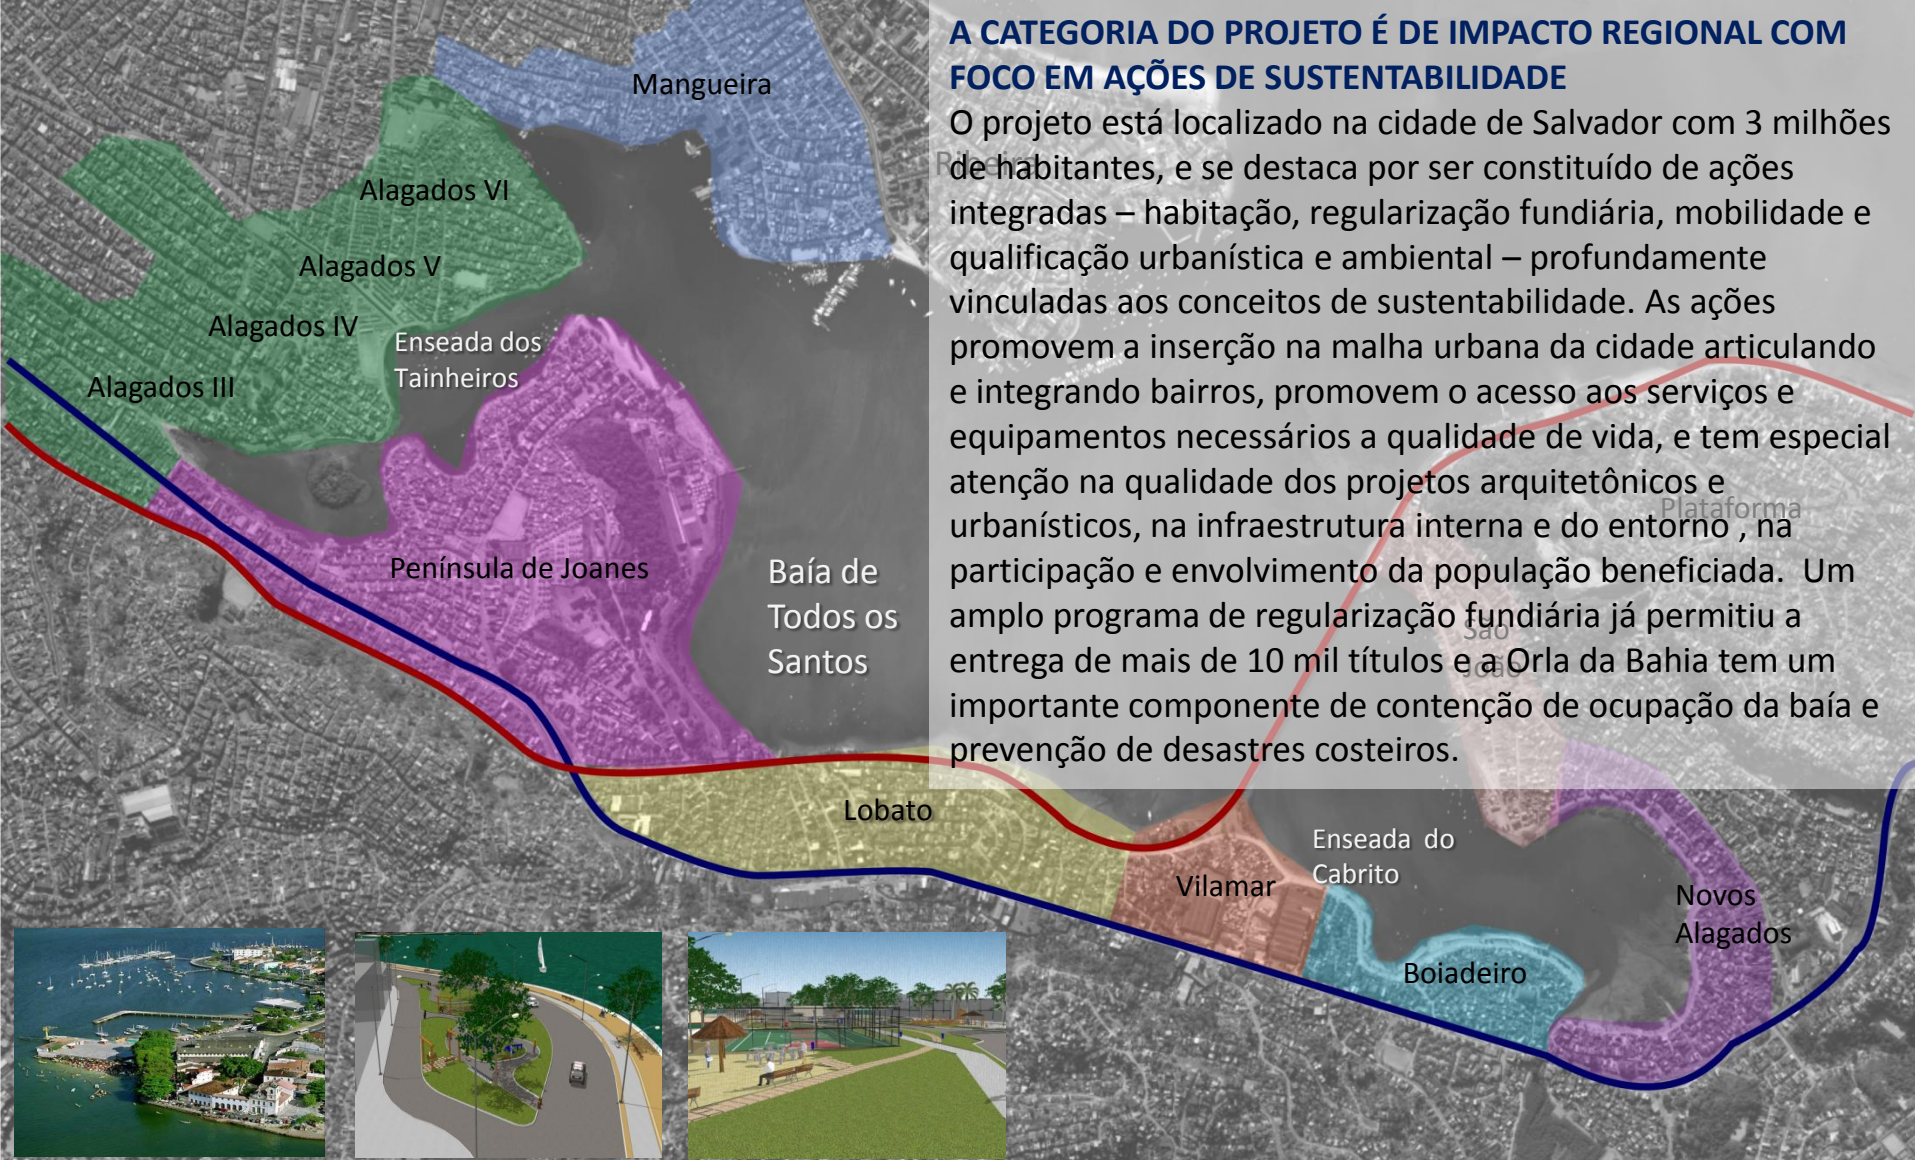 A CATEGORIA DO PROJETO É DE IMPACTO REGIONAL COM
FOCO EM AÇÕES DE SUSTENTABILIDADE
O projeto está localizado na cidade de Salvador com 3 milhões
de habitantes, e se destaca por ser constituído de ações
integradas – habitação, regularização fundiária, mobilidade e
qualificação urbanística e ambiental – profundamente
vinculadas aos conceitos de sustentabilidade. As ações
promovem a inserção na malha urbana da cidade articulando
e integrando bairros, promovem o acesso aos serviços e
equipamentos necessários a qualidade de vida, e tem especial
atenção na qualidade dos projetos arquitetônicos e
urbanísticos, na infraestrutura interna e do entorno , na
participação e envolvimento da população beneficiada. Um
amplo programa de regularização fundiária já permitiu a
entrega de mais de 10 mil títulos e a Orla da Bahia tem um
importante componente de contenção de ocupação da baía e
prevenção de desastres costeiros.
Mangueira
Ribeira
Alagados VI
Alagados V
Alagados IV
Alagados III
Enseada dos
Tainheiros
Península de Joanes
Baía de
Todos os
Santos
Plataforma
São
João
Lobato
Vilamar
Enseada do
Cabrito
Boiadeiro
Novos
Alagados